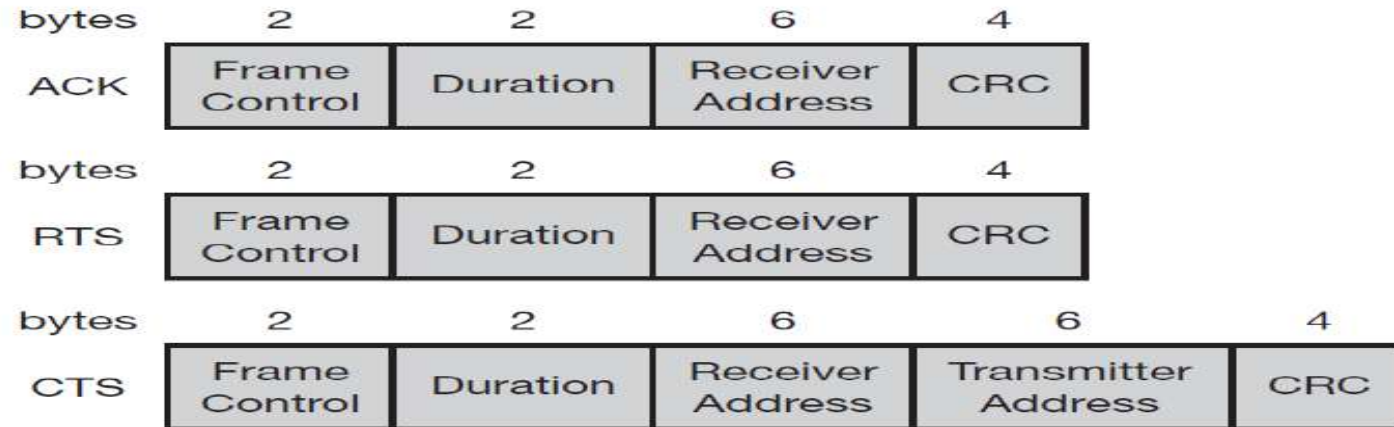 bytes 2 2 6 4
ACK Frame Control Duration Receiver Address CRC
bytes 2 2 6 4
RTS Frame Control Duration Receiver Address CRC
bytes 2 2 6 6 4
CTS Frame Control Duration Receiver Address Transmitter Address CRC